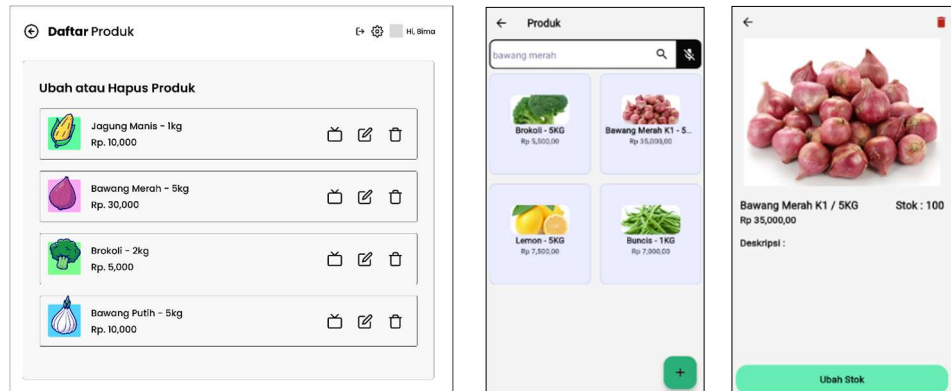 Daftar Produk
Hi, Bima
Ubah atau Hapus Produk
Jagung Manis - 1kg
Rp. 10,000
Bawang Merah - 5kg
Rp. 30,000
Brokoli - 2kg
Rp. 5,000
Bawang Putih - 5kg
Rp. 10,000
Produk
bawang merah
Brokoli - 5KG
Rp 5,500,00
Bawang Merah K1 - 5...
Rp 35,000,00
Lemon - 5KG
Rp 7,500,00
Buncis - 1KG
Rp 7,000,00
+
Bawang Merah K1 / 5KG
Stok : 100
Rp 35,000,00
Deskripsi :
Ubah Stok